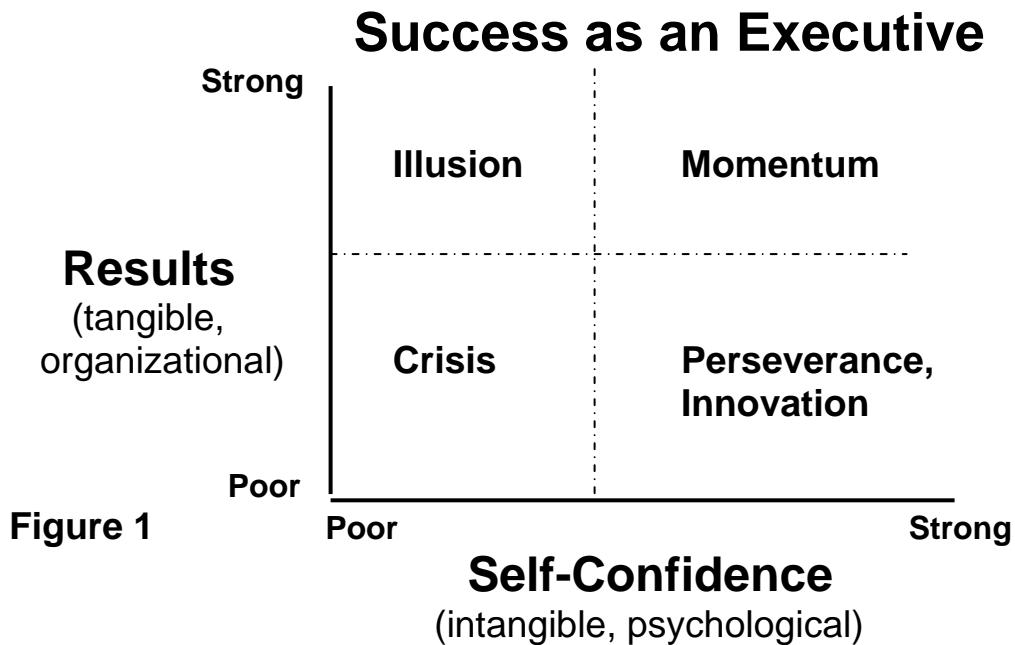 Success as an Executive
Strong
Illusion
Momentum
Results
(tangible,
organizational)
Crisis
Perseverance,
Innovation
Poor
Figure 1
Poor
Strong
Self-Confidence
(intangible, psychological)